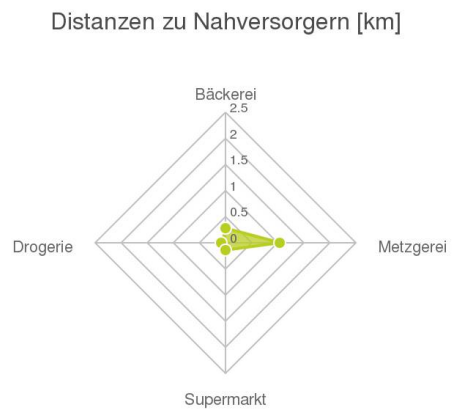 Distanzen zu Nahversorgern [km]
Bäckerei
2.5
2
1.5
1
0.5
0
Drogerie
Metzgerei
Supermarkt